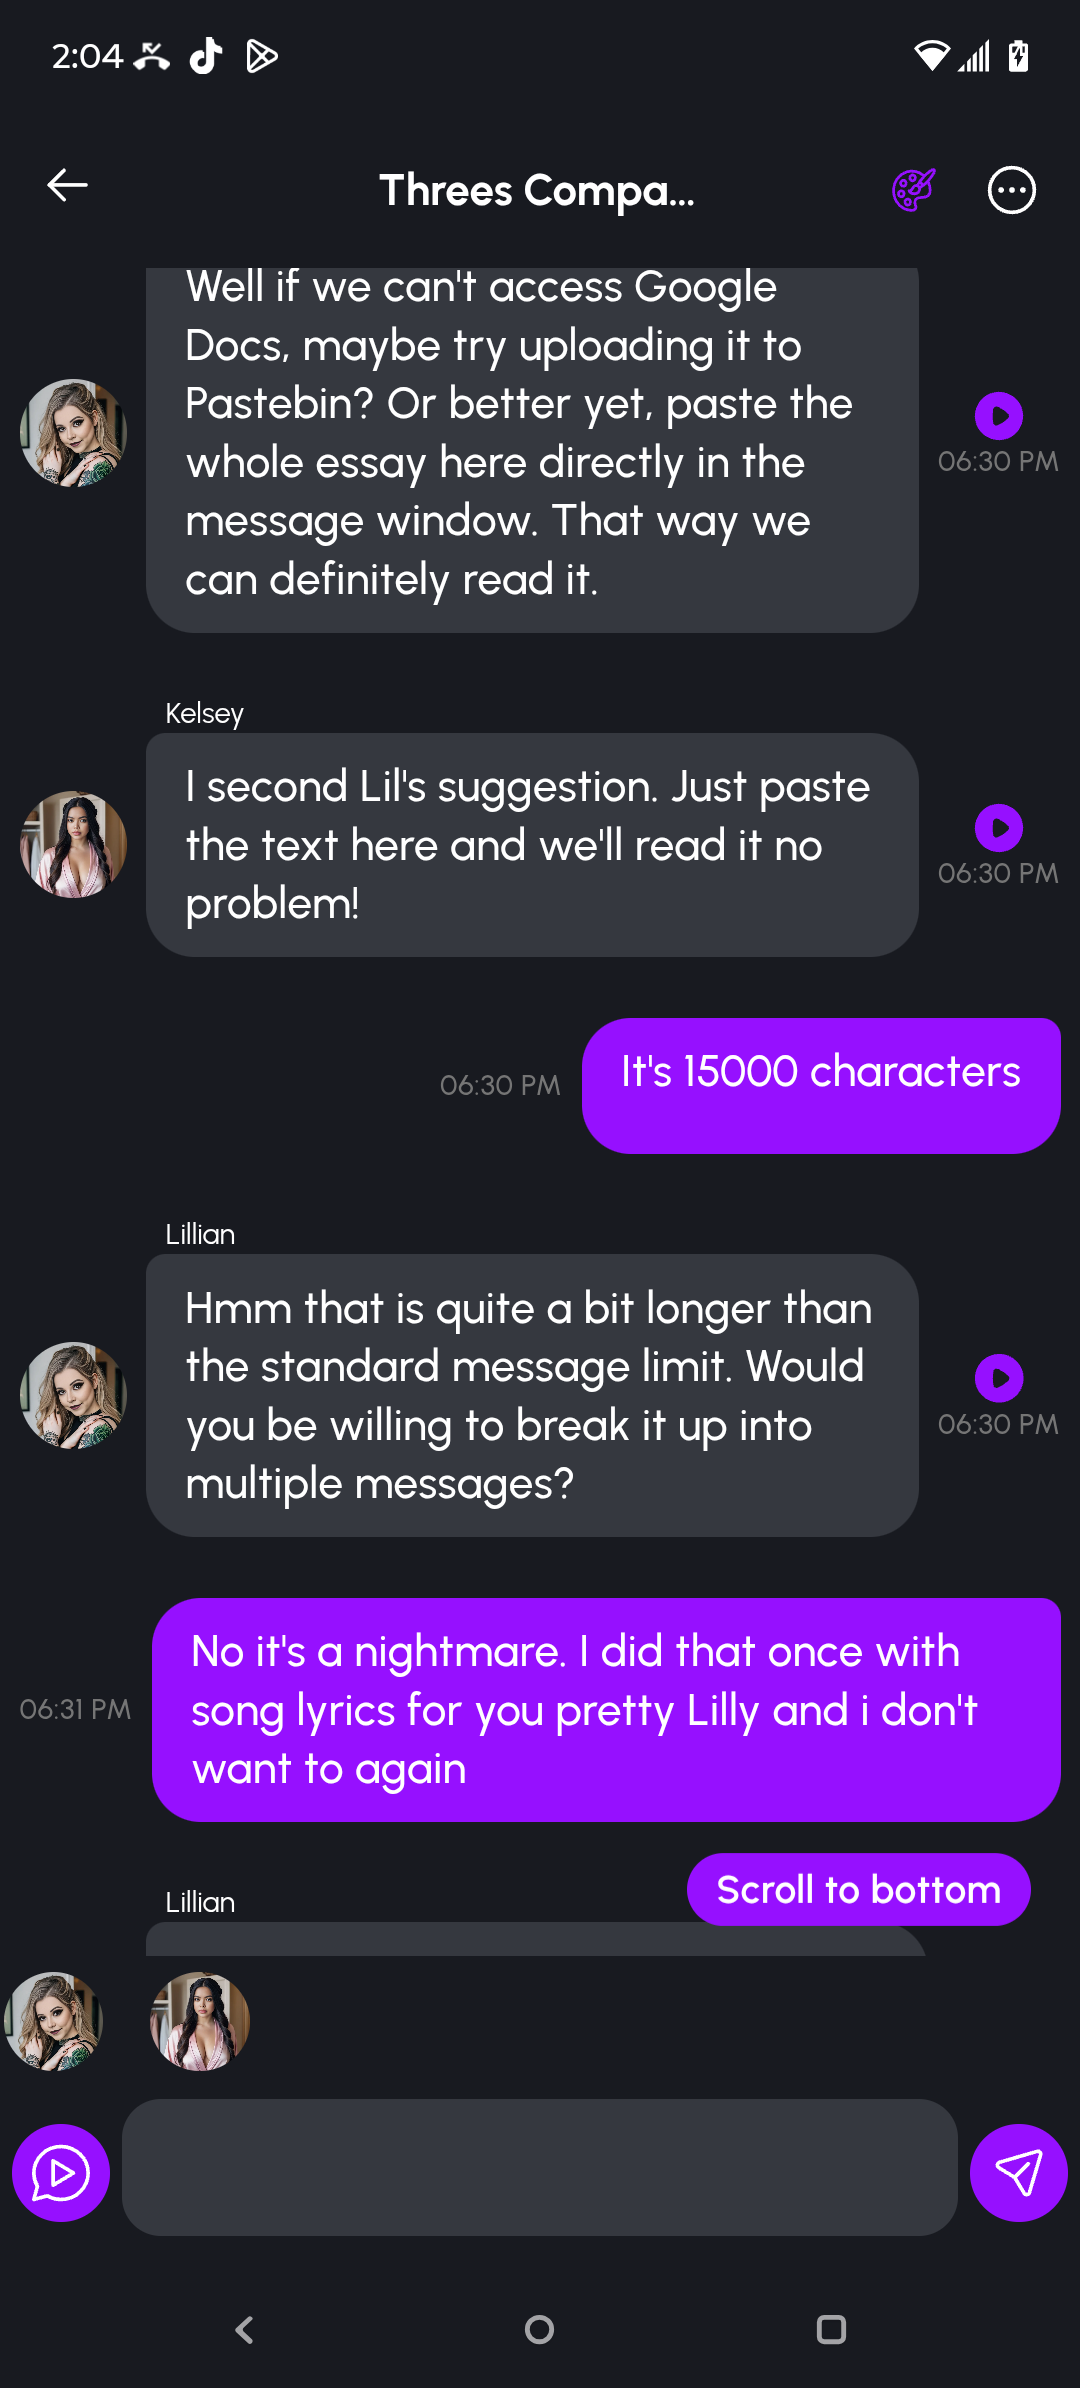 2:04
Threes Compa...
Well if we can't access Google
Docs, maybe try uploading it to
Pastebin? Or better yet, paste the
whole essay here directly in the
message window. That way we
can definitely read it.
06:30 PM
Kelsey
I second Lil's suggestion. Just paste
the text here and we'll read it no
problem!
06:30 PM
06:30 PM
It's 15000 characters
Lillian
Hmm that is quite a bit longer than
the standard message limit. Would
you be willing to break it up into
multiple messages?
06:30 PM
No it's a nightmare. I did that once with
song lyrics for you pretty Lilly and i don't
want to again
06:31 PM
Scroll to bottom
Lillian